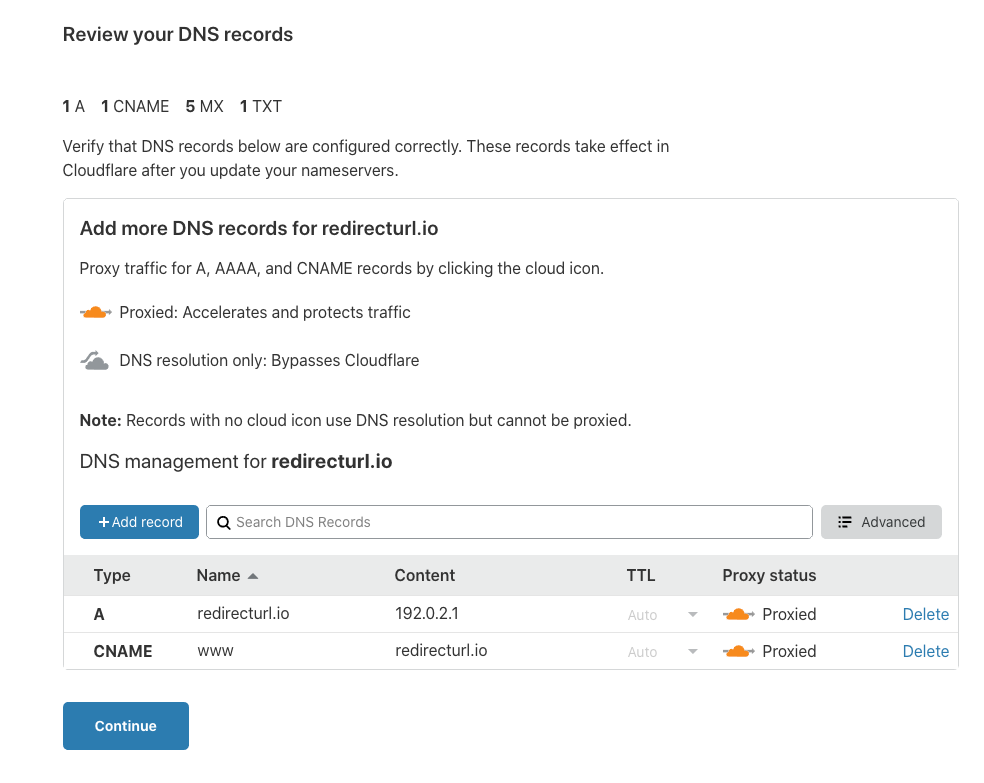 Review your DNS records
1 A 1 CNAME 5 MX 1 TXT
Verify that DNS records below are configured correctly. These records take effect in
Cloudflare after you update your nameservers.
Add more DNS records for redirecturl.io
Proxy traffic for A, AAAA, and CNAME records by clicking the cloud icon.
Proxied: Accelerates and protects traffic
DNS resolution only: Bypasses Cloudflare
Note: Records with no cloud icon use DNS resolution but cannot be proxied.
DNS management for redirecturl.io
+ Add record Search DNS Records Advanced
Type Name Content TTL Proxy status
A redirecturl.io 192.0.2.1 Auto Proxied Delete
CNAME www redirecturl.io Auto Proxied Delete
Continue